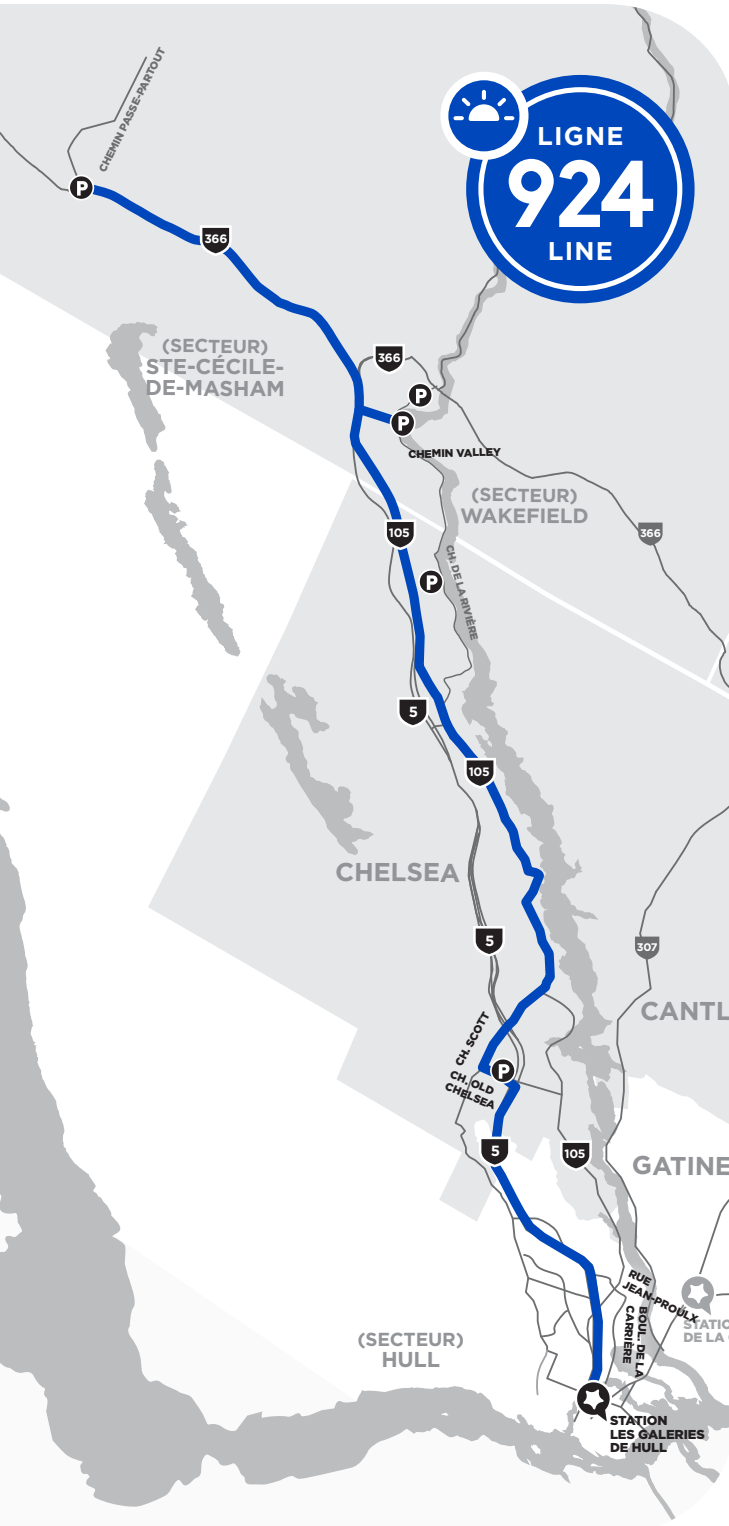 CHEMIN PASSE-PARTOUT
P
366
LIGNE
924
LINE
(SECTEUR)
STE-CÉCILE-
DE-MASHAM
366
P
P
CHEMIN VALLEY
(SECTEUR)
WAKEFIELD
105
366
CH. DE LA RIVIÈRE
P
5
105
CHELSEA
5
307
CANTL
CH. SCOTT
P
CH. OLD
CHELSEA
5
105
GATINE
RUE
JEAN-PROULX
BOUL. DE LA
CARRIÈRE
STATIO
DE LA
(SECTEUR)
HULL
STATION
LES GALERIES
DE HULL